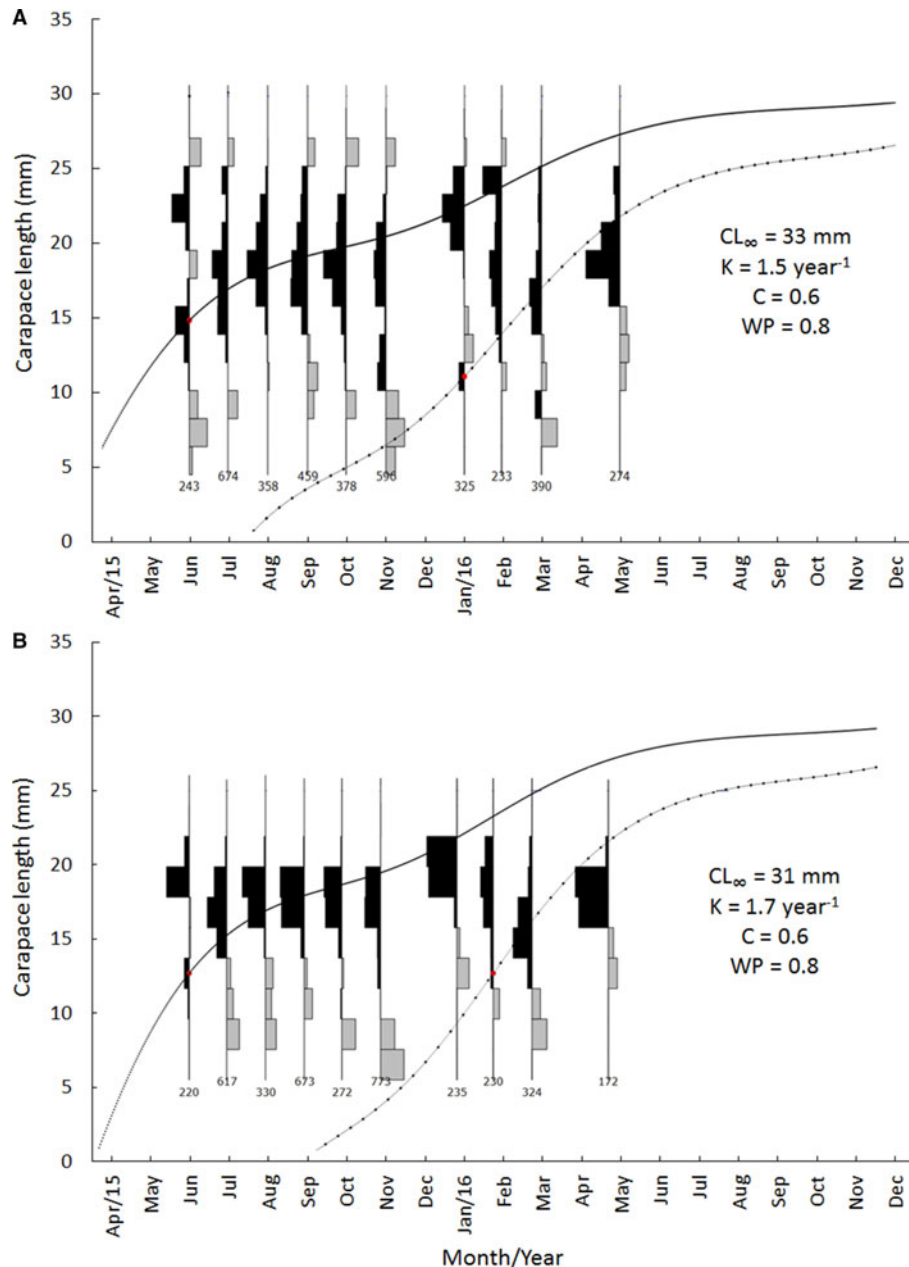 A
35
30
25
20
15
10
5
0
Carapace length (mm)
CL∞ = 33 mm
K = 1.5 year-1
C = 0.6
WP = 0.8
243 674 358 459 378 596 325 233 390 274
Apr/15 May Jun Jul Aug Sep Oct Nov Dec Jan/16 Feb Mar Apr May Jun Jul Aug Sep Oct Nov Dec
B
35
30
25
20
15
10
5
0
Carapace length (mm)
CL∞ = 31 mm
K = 1.7 year-1
C = 0.6
WP = 0.8
220 617 330 673 272 773 235 230 324 172
Apr/15 May Jun Jul Aug Sep Oct Nov Dec Jan/16 Feb Mar Apr May Jun Jul Aug Sep Oct Nov Dec
Month/Year